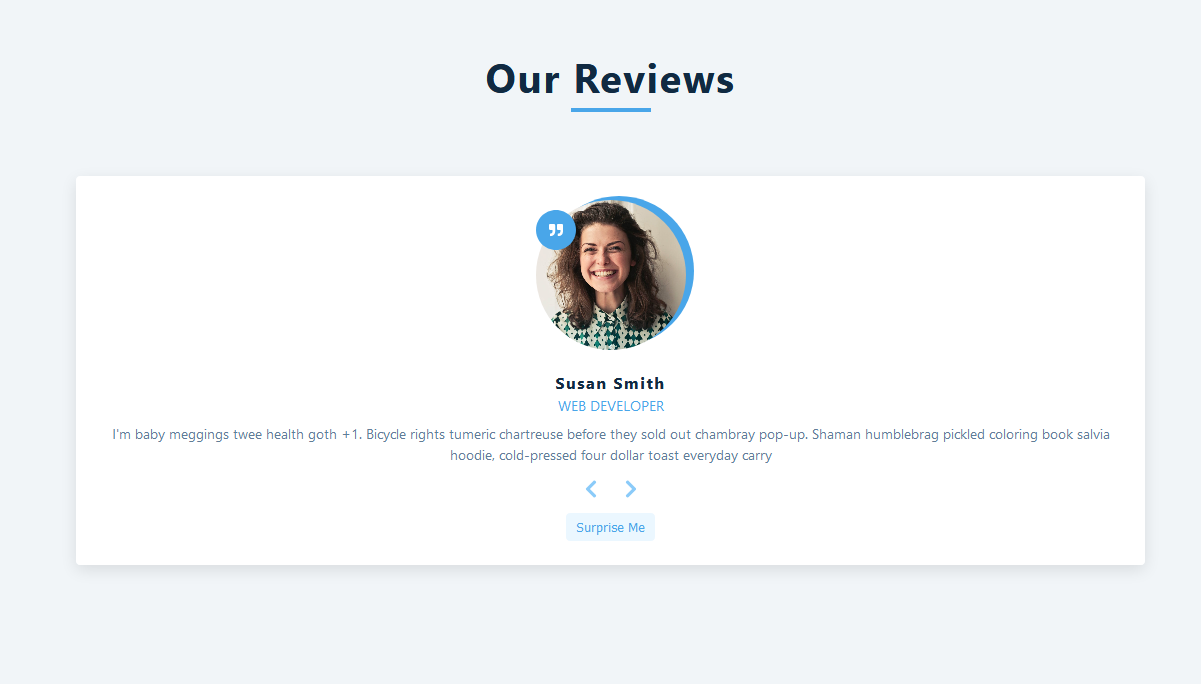 Our Reviews
Susan Smith
WEB DEVELOPER
I'm baby meggings twee health goth +1. Bicycle rights tumeric chartreuse before they sold out chambray pop-up. Shaman humblebrag pickled coloring book salvia
hoodie, cold-pressed four dollar toast everyday carry
Surprise Me